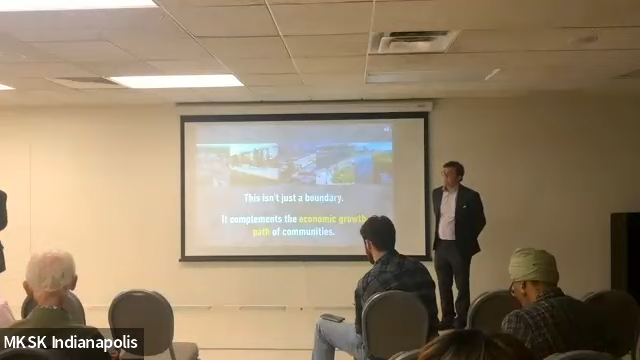 This isn't just a boundary.
It complements the economic growth
path of communities.
MKSK Indianapolis